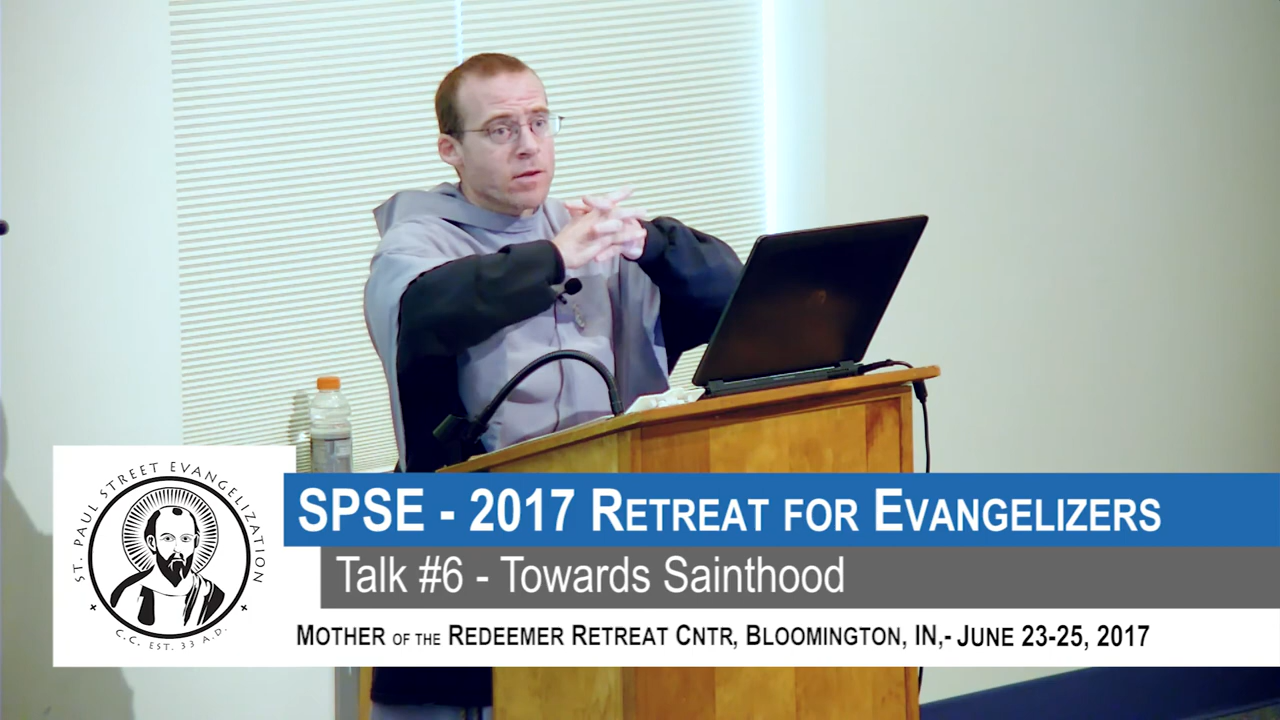 ST. PAUL STREET EVANGELIZATION
C.C. EST. 33 A.D.
SPSE - 2017 RETREAT FOR EVANGELIZERS
Talk #6 - Towards Sainthood
MOTHER OF THE REDEEMER RETREAT CNTR, BLOOMINGTON, IN,- JUNE 23-25, 2017